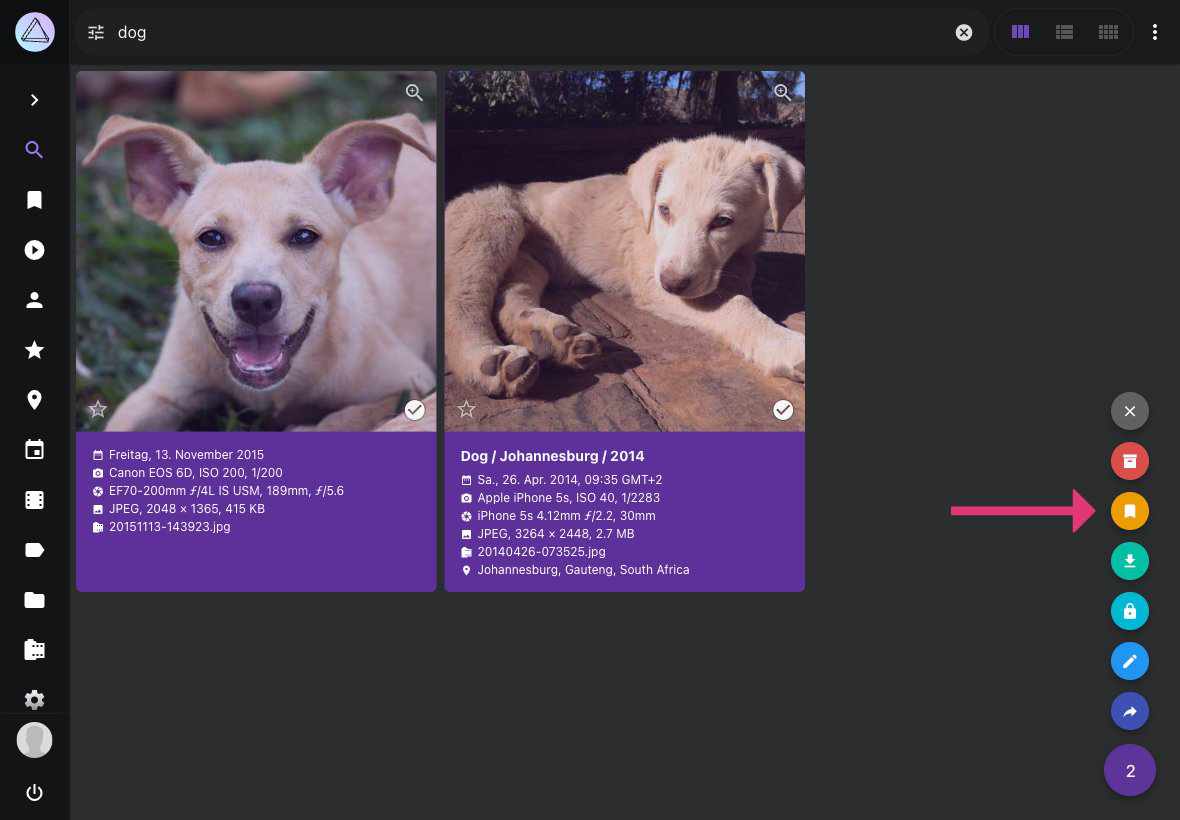 dog
Freitag, 13. November 2015
Canon EOS 6D, ISO 200, 1/200
EF70-200mm ƒ/4L IS USM, 189mm, ƒ/5.6
JPEG, 2048 × 1365, 415 KB
20151113-143923.jpg
Dog / Johannesburg / 2014
Sa., 26. Apr. 2014, 09:35 GMT+2
Apple iPhone 5s, ISO 40, 1/2283
iPhone 5s 4.12mm ƒ/2.2, 30mm
JPEG, 3264 × 2448, 2.7 MB
20140426-073525.jpg
Johannesburg, Gauteng, South Africa
2